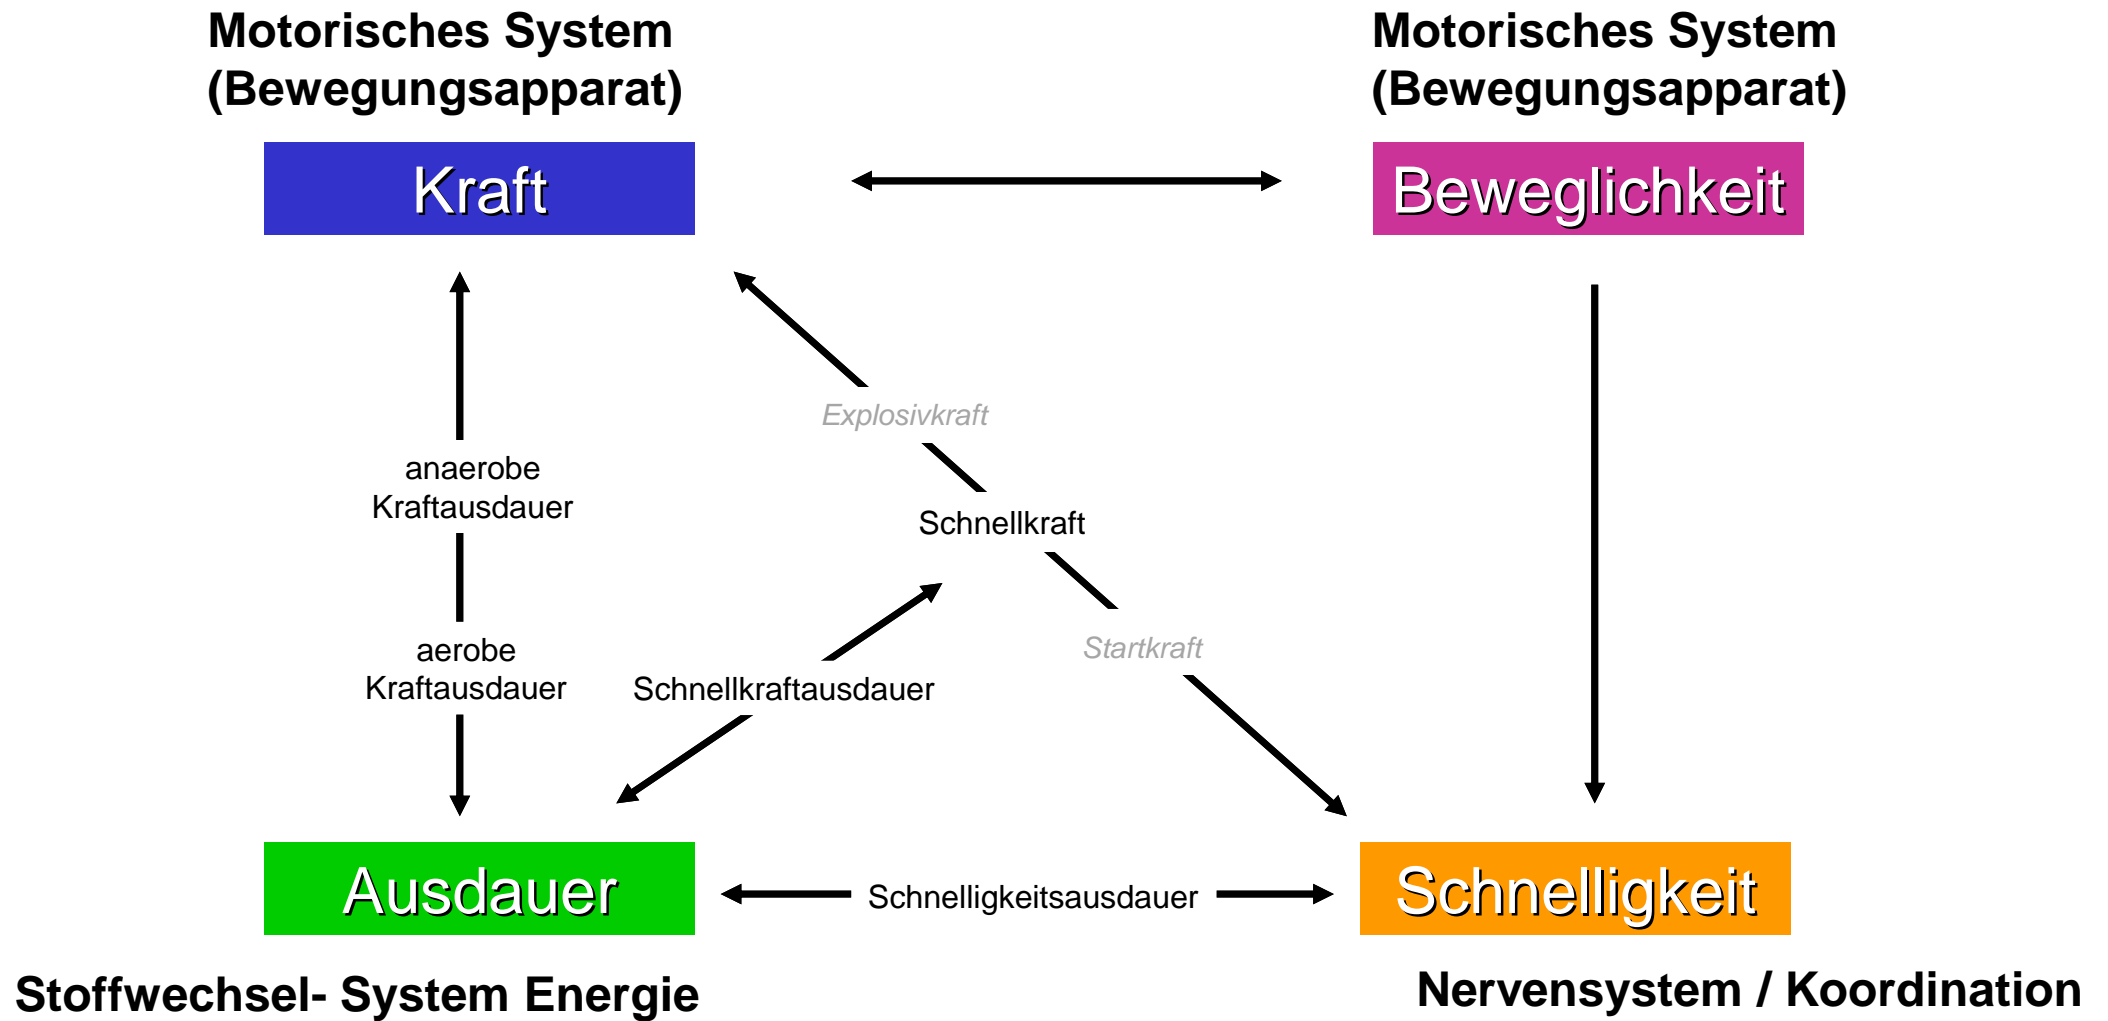 Motorisches System
(Bewegungsapparat)
Motorisches System
(Bewegungsapparat)
Kraft
Beweglichkeit
Explosivkraft
anaerobe
Kraftausdauer
Schnellkraft
aerobe
Kraftausdauer
Schnellkraftausdauer
Startkraft
Ausdauer
Schnelligkeitsausdauer
Schnelligkeit
Stoffwechsel- System Energie
Nervensystem / Koordination